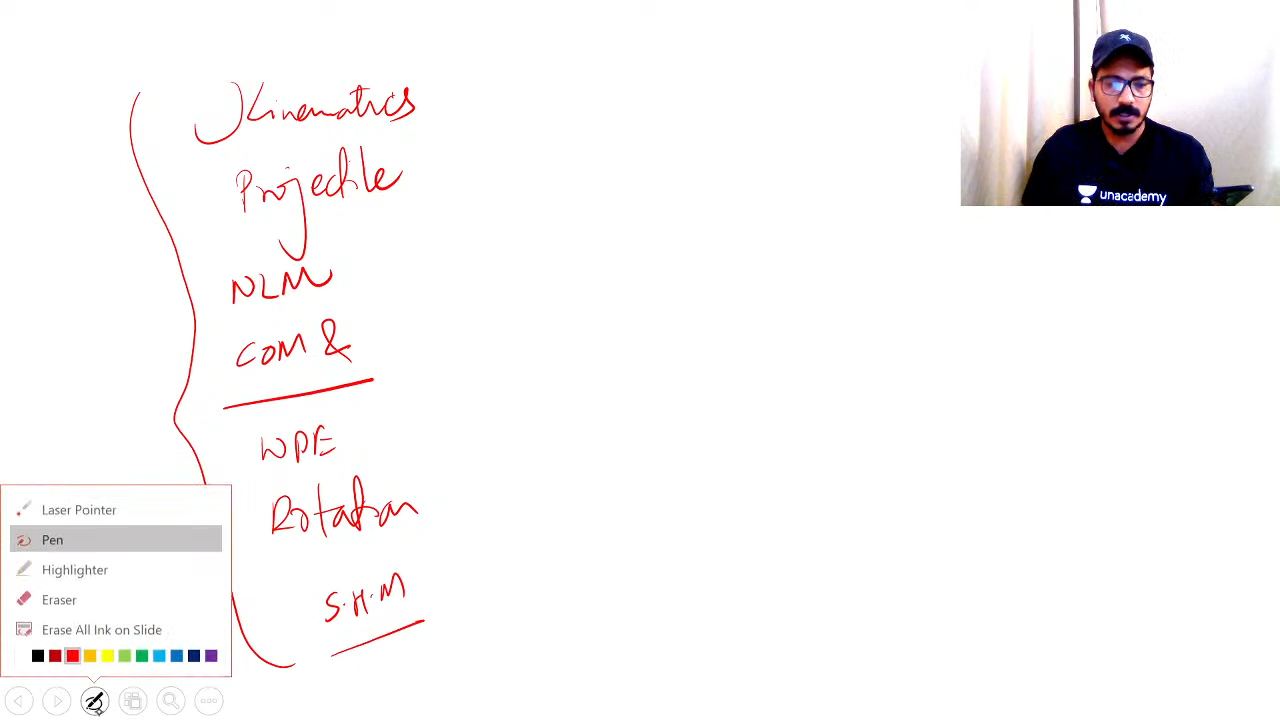 Kinematics
Projectile
NLM
COM &
WPE
Rotation
S.H.M
unacademy
Laser Pointer
Pen
Highlighter
Eraser
Erase All Ink on Slide